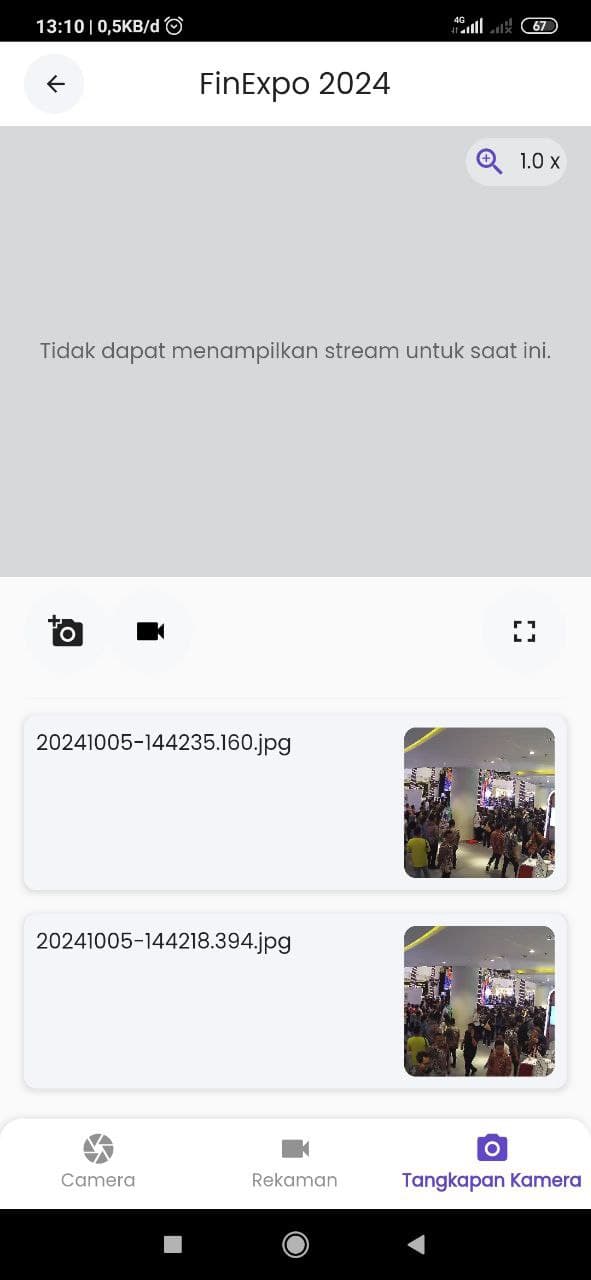 13:10 | 0,5KB/d
4G
67
FinExpo 2024
1.0 x
Tidak dapat menampilkan stream untuk saat ini.
20241005-144235.160.jpg
20241005-144218.394.jpg
Camera
Rekaman
Tangkapan Kamera